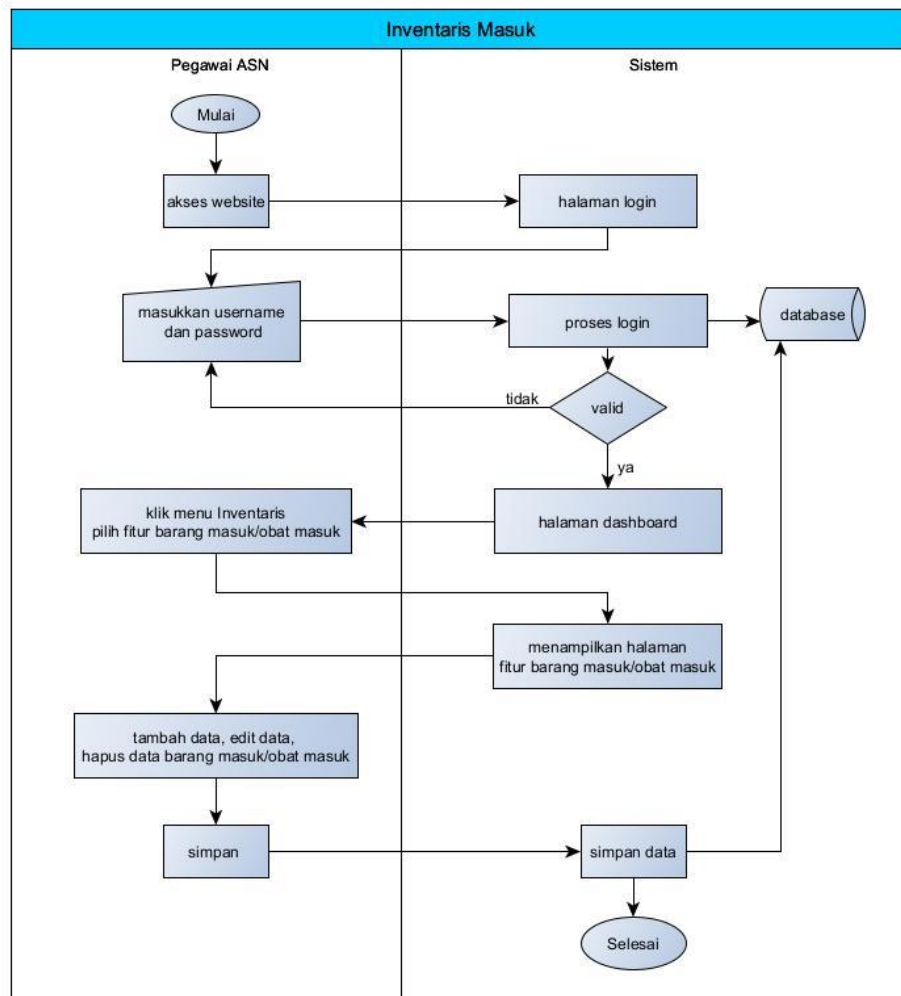 Inventaris Masuk
Pegawai ASN
Sistem
Mulai
akses website
halaman login
masukkan username
dan password
proses login
database
tidak
valid
ya
klik menu Inventaris
pilih fitur barang masuk/obat masuk
halaman dashboard
menampilkan halaman
fitur barang masuk/obat masuk
tambah data, edit data,
hapus data barang masuk/obat masuk
simpan
simpan data
Selesai